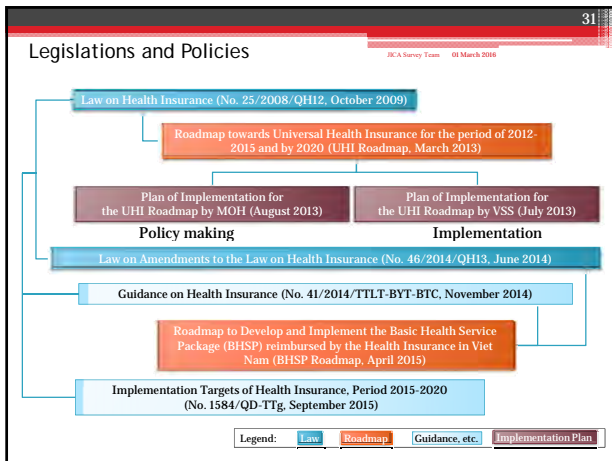 31
Legislations and Policies
JICA Survey Team 01 March 2016
Law on Health Insurance (No. 25/2008/QH12, October 2009)
Roadmap towards Universal Health Insurance for the period of 2012-
2015 and by 2020 (UHI Roadmap, March 2013)
Plan of Implementation for
the UHI Roadmap by MOH (August 2013)
Plan of Implementation for
the UHI Roadmap by VSS (July 2013)
Policy making
Implementation
Law on Amendments to the Law on Health Insurance (No. 46/2014/QH13, June 2014)
Guidance on Health Insurance (No. 41/2014/TTLT-BYT-BTC, November 2014)
Roadmap to Develop and Implement the Basic Health Service
Package (BHSP) reimbursed by the Health Insurance in Viet
Nam (BHSP Roadmap, April 2015)
Implementation Targets of Health Insurance, Period 2015-2020
(No. 1584/QD-TTg, September 2015)
Legend: Law Roadmap Guidance, etc. Implementation Plan